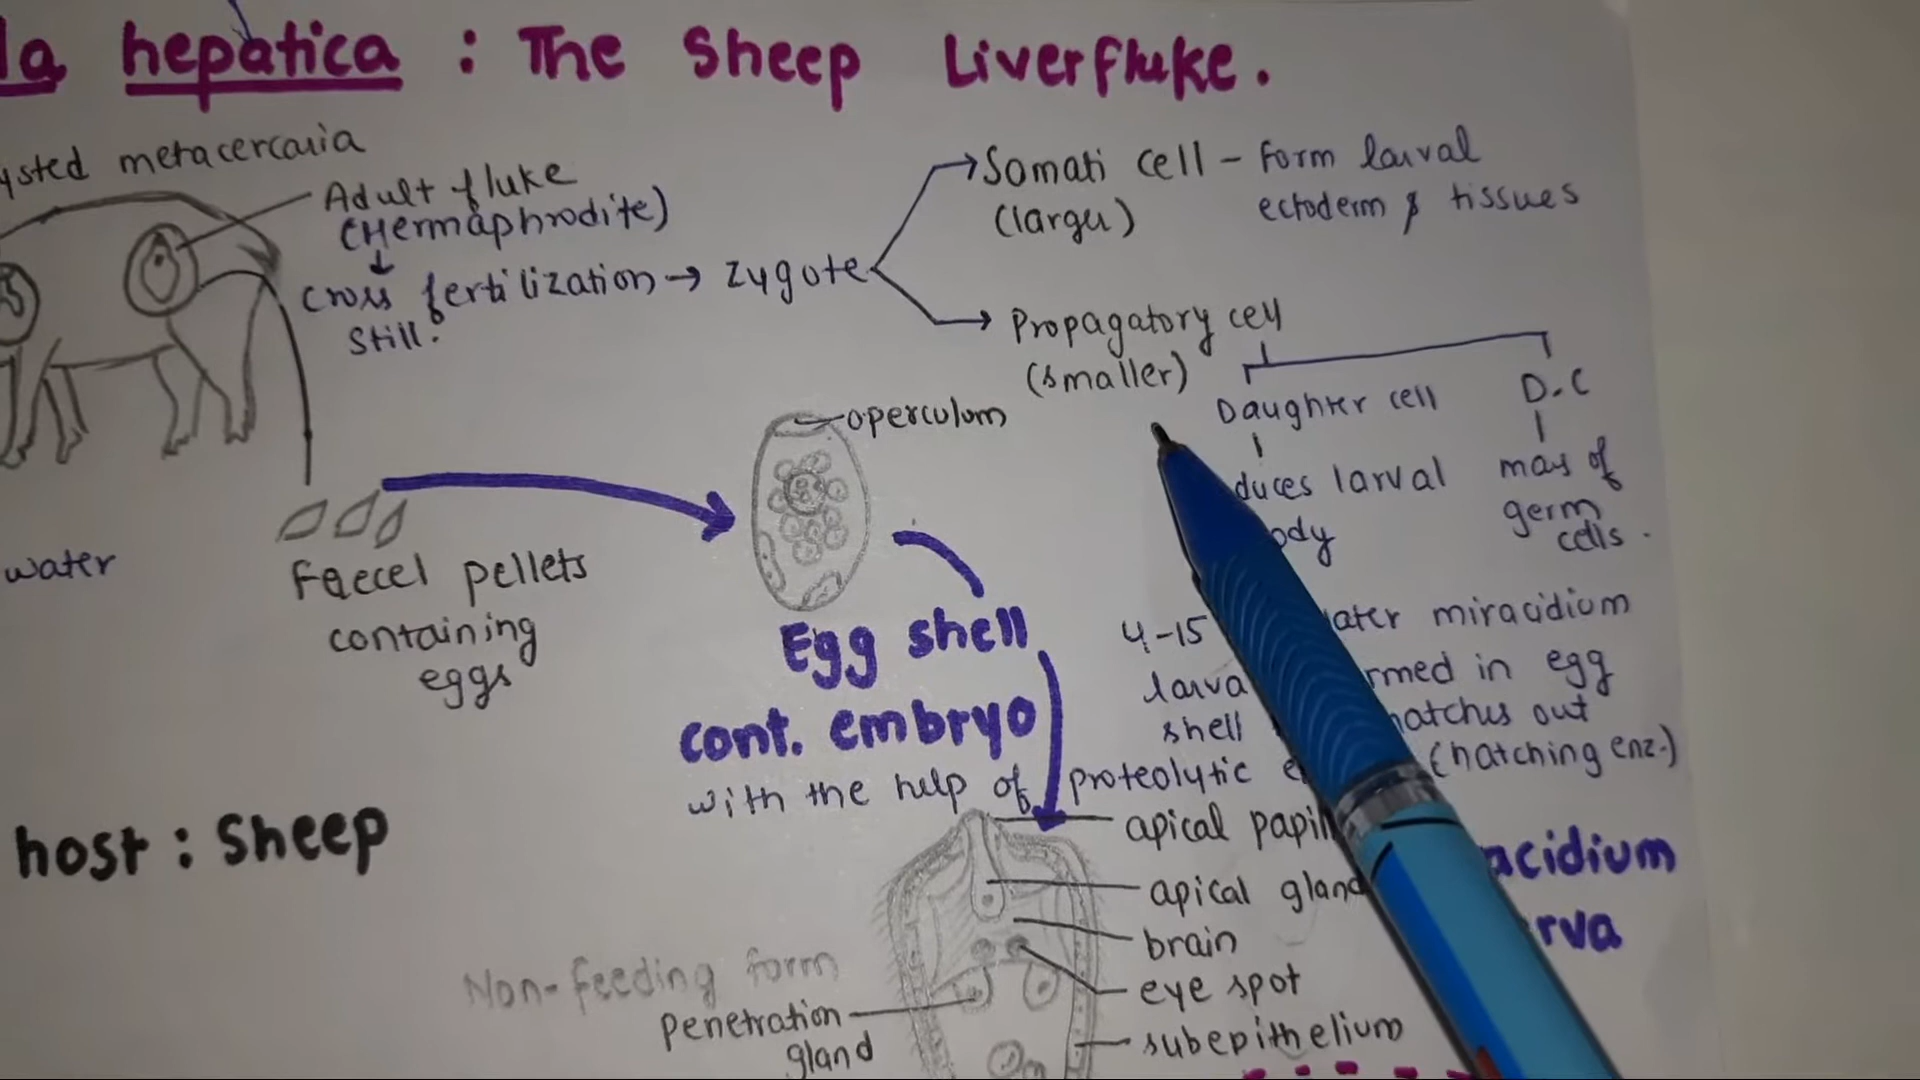 la hepatica : The Sheep Liverfluke.
ysted metacercaria
Adult fluke
(Hermaphrodite)
Cross fertilization → zygote
still.
Somati cell - Form larval
(larger) ectoderm & tissues
Propagatory cell
(smaller)
Daughter cell D.C
duces larval
ody
mass of
germ
cells.
operculum
water
Faecel pellets
containing
eggs
Egg shell
cont. embryo
4-15 ater miracidium
larva rmed in egg
shell hatches out
with the help of proteolytic (hatching enz.)
host : Sheep
apical papill
apical gland
brain
eye spot
subepithelium
acidium
rva
Non-feeding form
penetration
gland